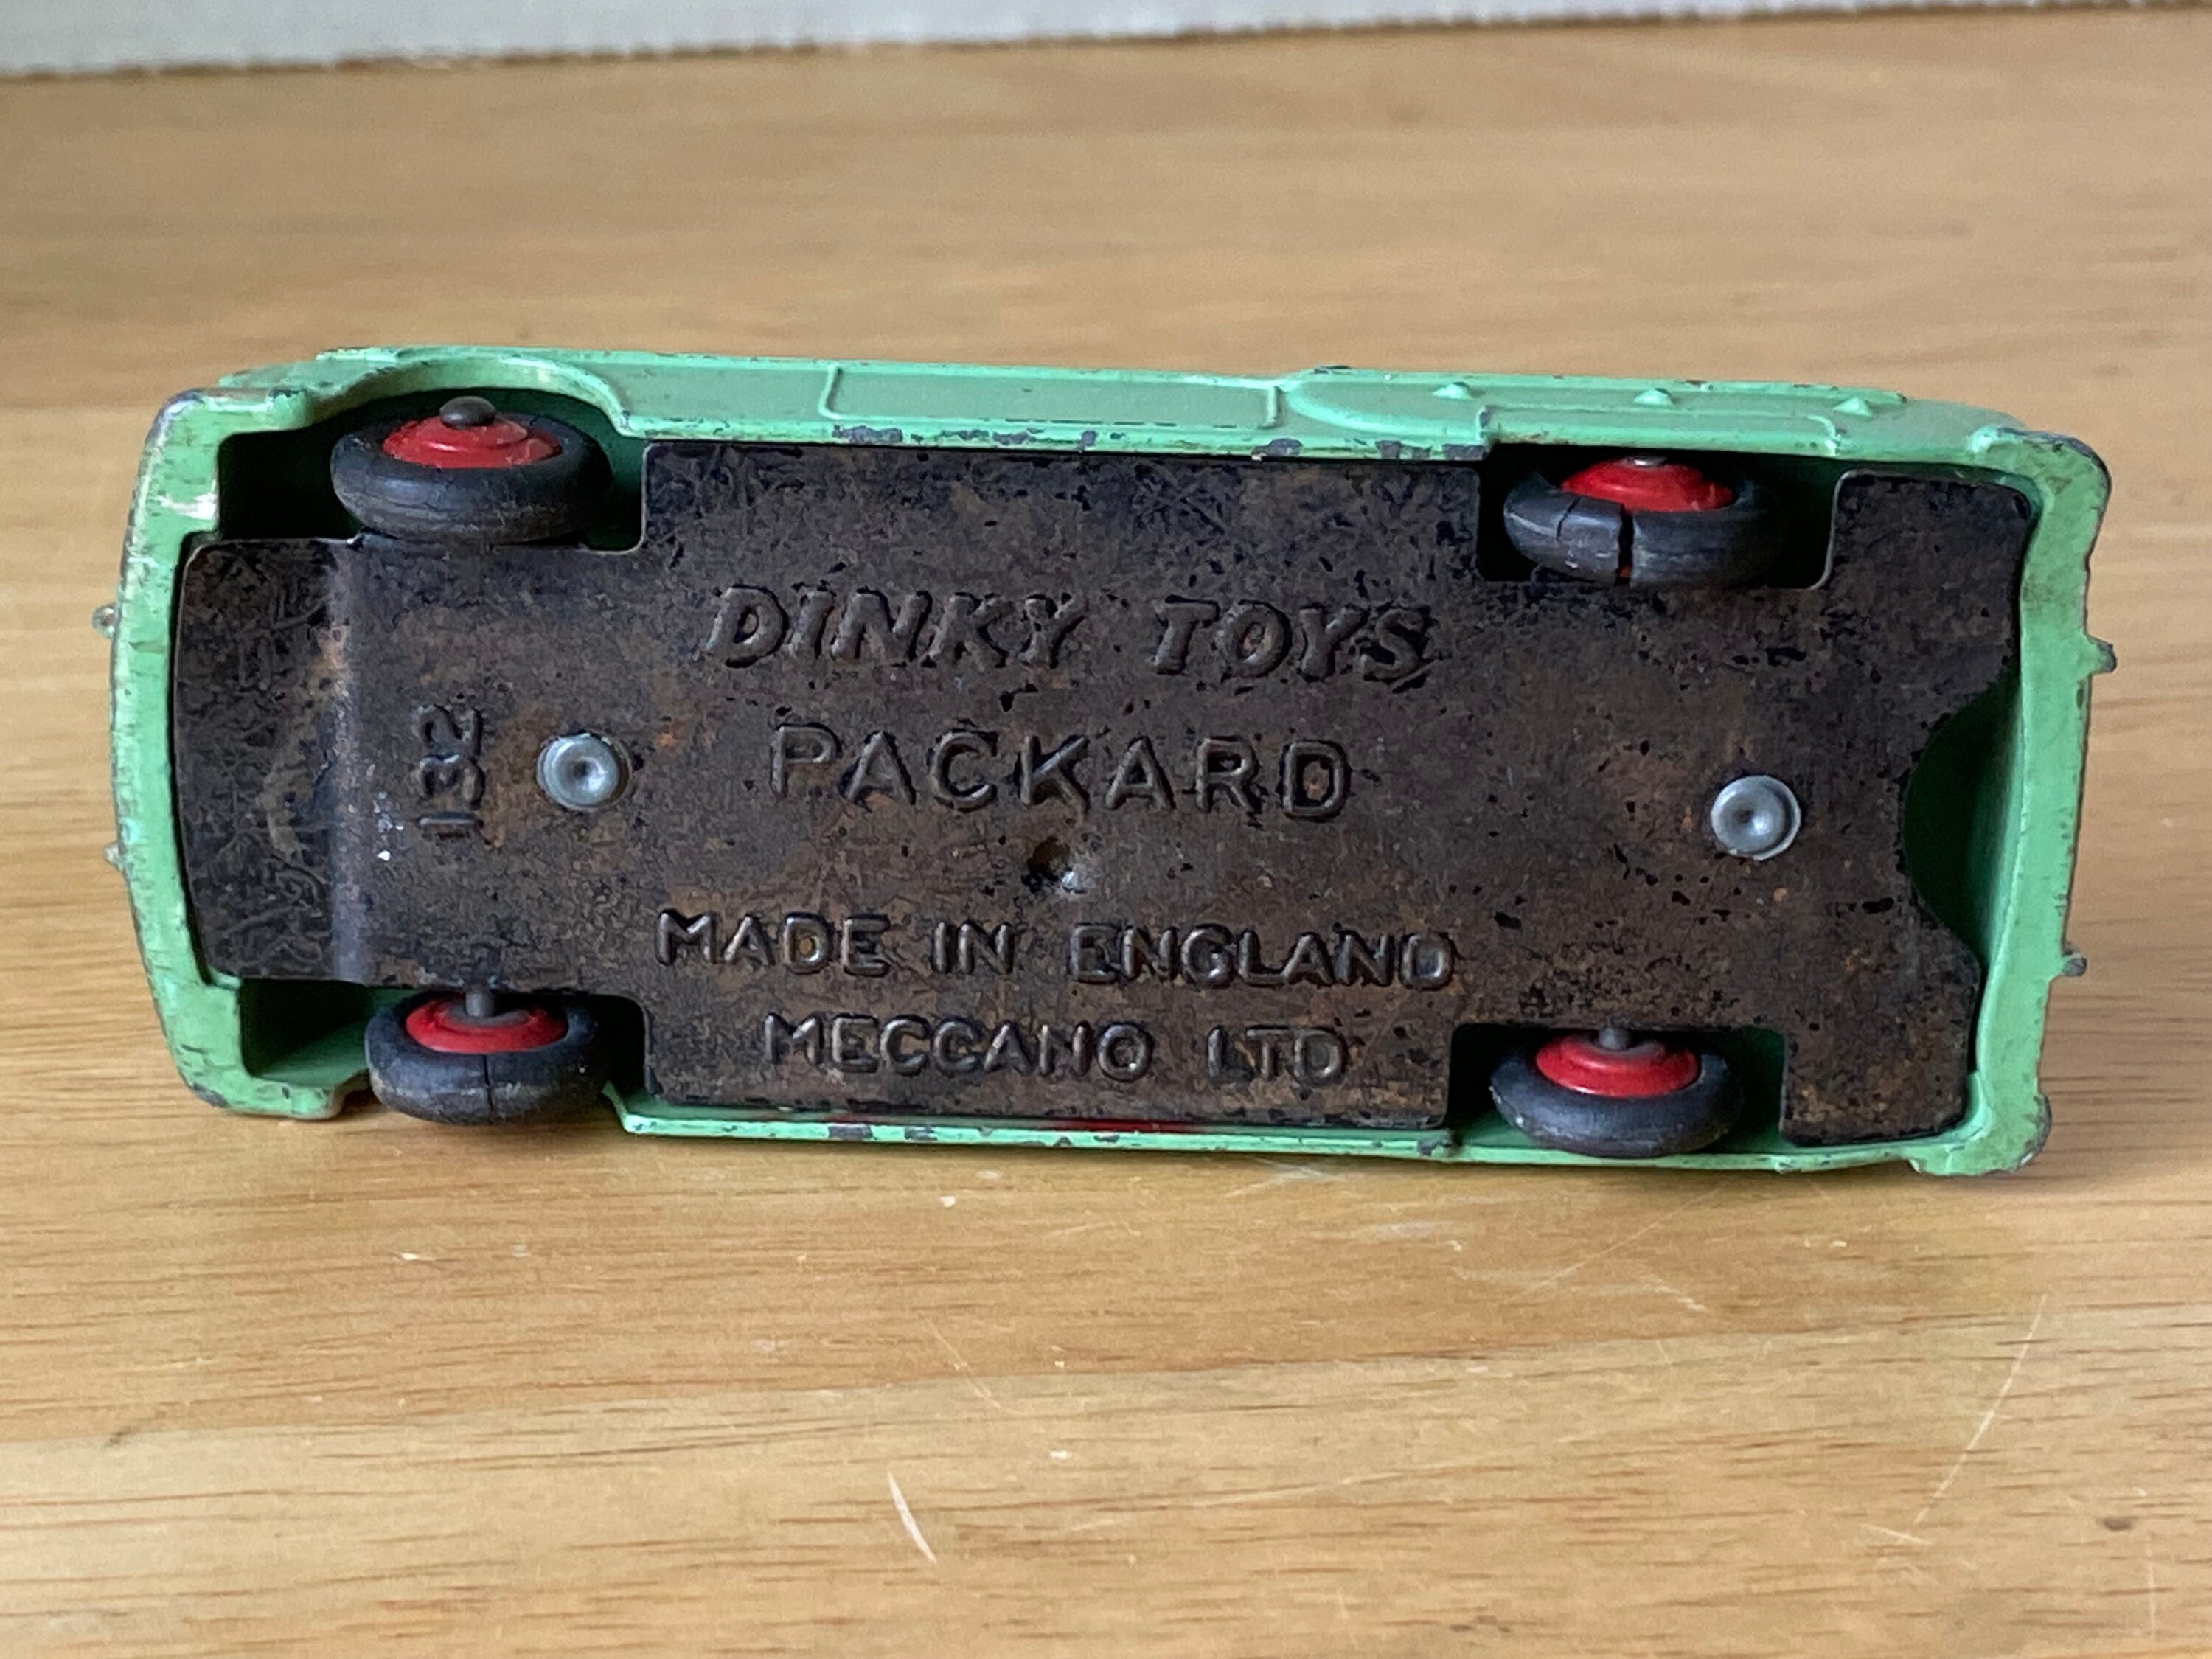 DINKY TOYS
132
PACKARD
MADE IN ENGLAND
MECCANO LTD